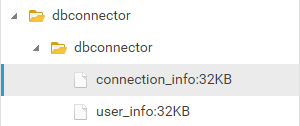 dbconnector
dbconnector
connection_info:32KB
user_info:32KB